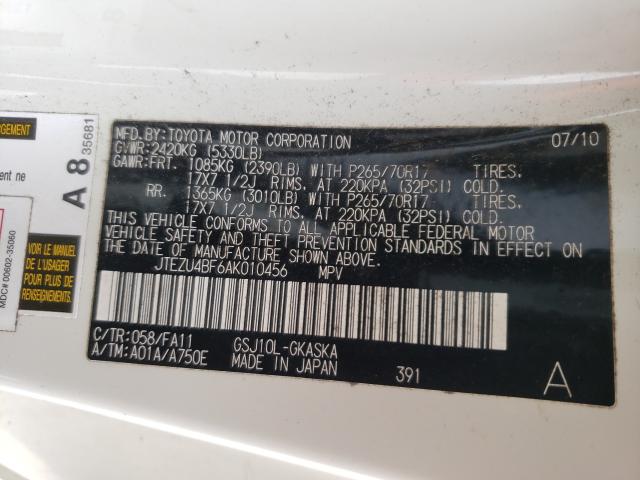 MFD.BY:TOYOTA MOTOR CORPORATION 07/10
GVWR:2420KG (5330LB)
GAWR:FRT. 1085KG (2390LB) WITH P265/70R17 TIRES,
17X7 1/2J RIMS, AT 220KPA (32PSI) COLD.
RR. 1365KG (3010LB) WITH P265/70R17 TIRES,
17X7 1/2J RIMS, AT 220KPA (32PSI) COLD.
THIS VEHICLE CONFORMS TO ALL APPLICABLE FEDERAL MOTOR
VEHICLE SAFETY AND THEFT PREVENTION STANDARDS IN EFFECT ON
THE DATE OF MANUFACTURE SHOWN ABOVE.
JTEZU4BF6AK010456 MPV
C/TR:058/FA11 GSJ10L-GKASKA
A/TM:A01A/A750E MADE IN JAPAN 391 A
ARGEMENT
ent ne
A 8 35681
VOIR LE MANUEL
DE L'USAGER
POUR PLUS DE
RENSEIGNEMENTS.
MDC# 00602-35060